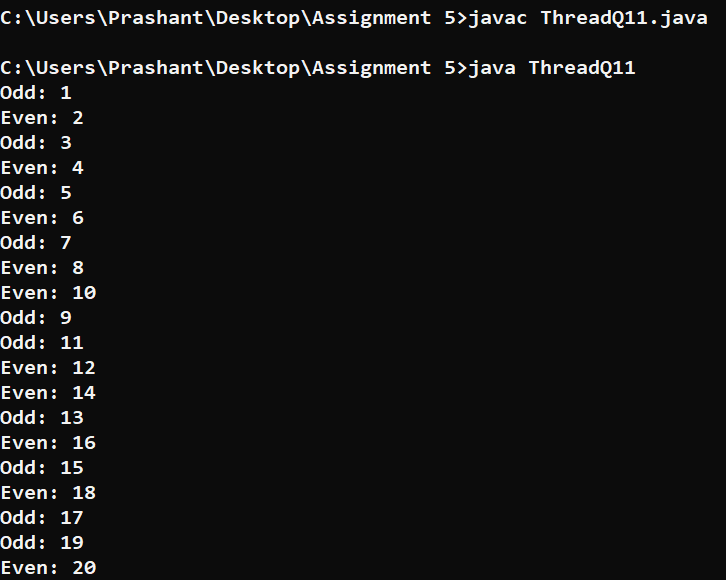 C:\Users\Prashant\Desktop\Assignment 5>javac ThreadQ11.java
C:\Users\Prashant\Desktop\Assignment 5>java ThreadQ11
Odd: 1
Even: 2
Odd: 3
Even: 4
Odd: 5
Even: 6
Odd: 7
Even: 8
Even: 10
Odd: 9
Odd: 11
Even: 12
Even: 14
Odd: 13
Even: 16
Odd: 15
Even: 18
Odd: 17
Odd: 19
Even: 20